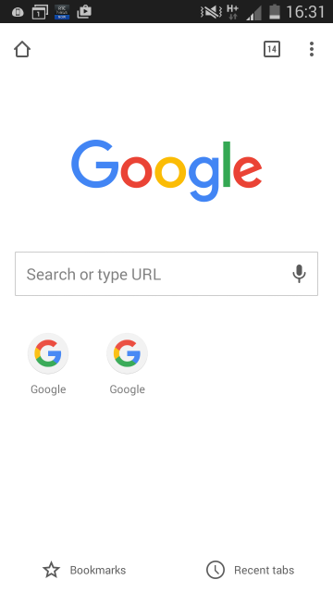 H+ 16:31
14
Google
Search or type URL
Google Google
Bookmarks Recent tabs